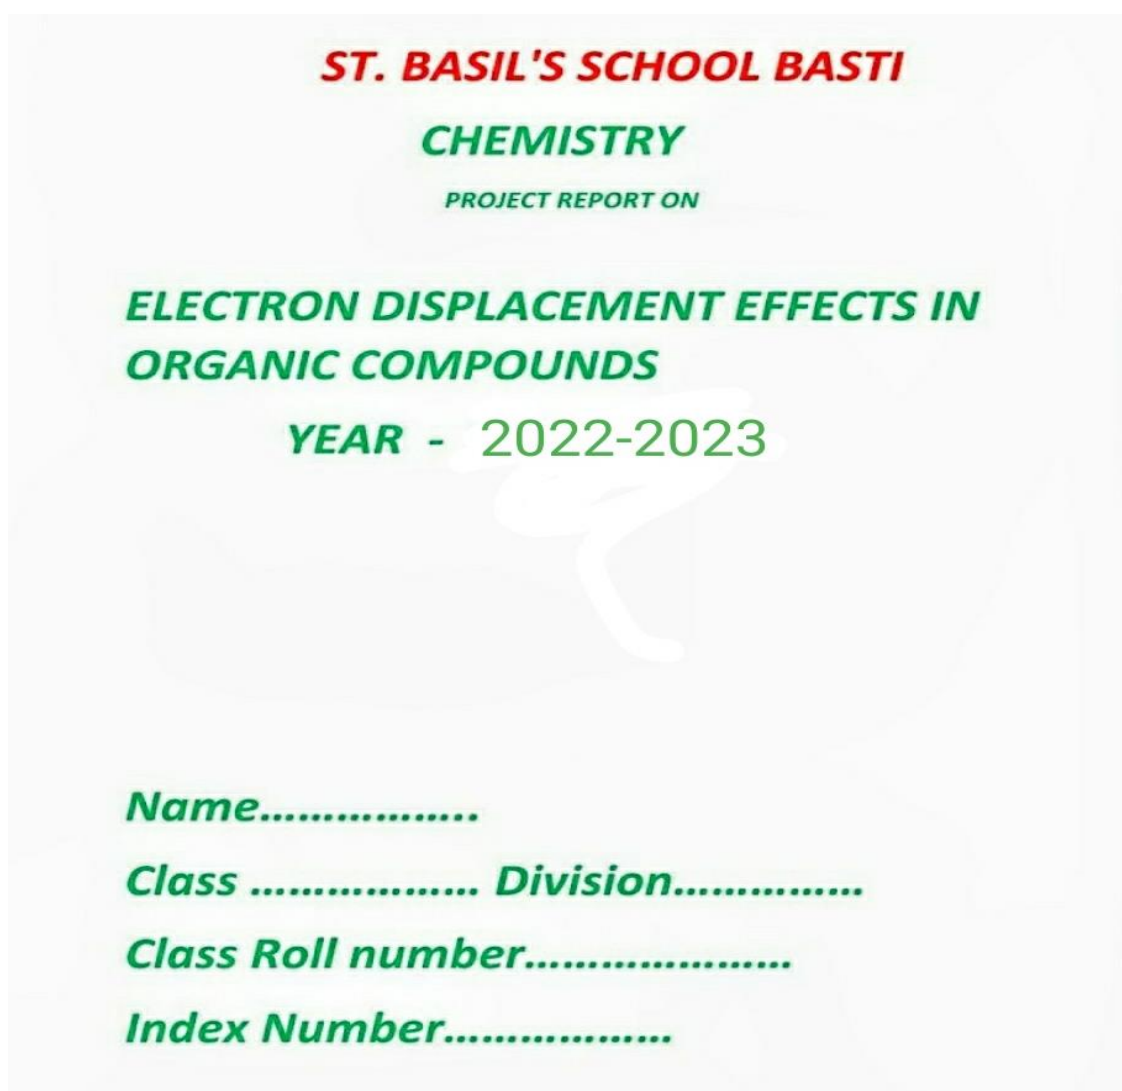 ST. BASIL'S SCHOOL BASTI
CHEMISTRY
PROJECT REPORT ON
ELECTRON DISPLACEMENT EFFECTS IN
ORGANIC COMPOUNDS
YEAR - 2022-2023
Name.................
Class .................. Division...............
Class Roll number.....................
Index Number..................